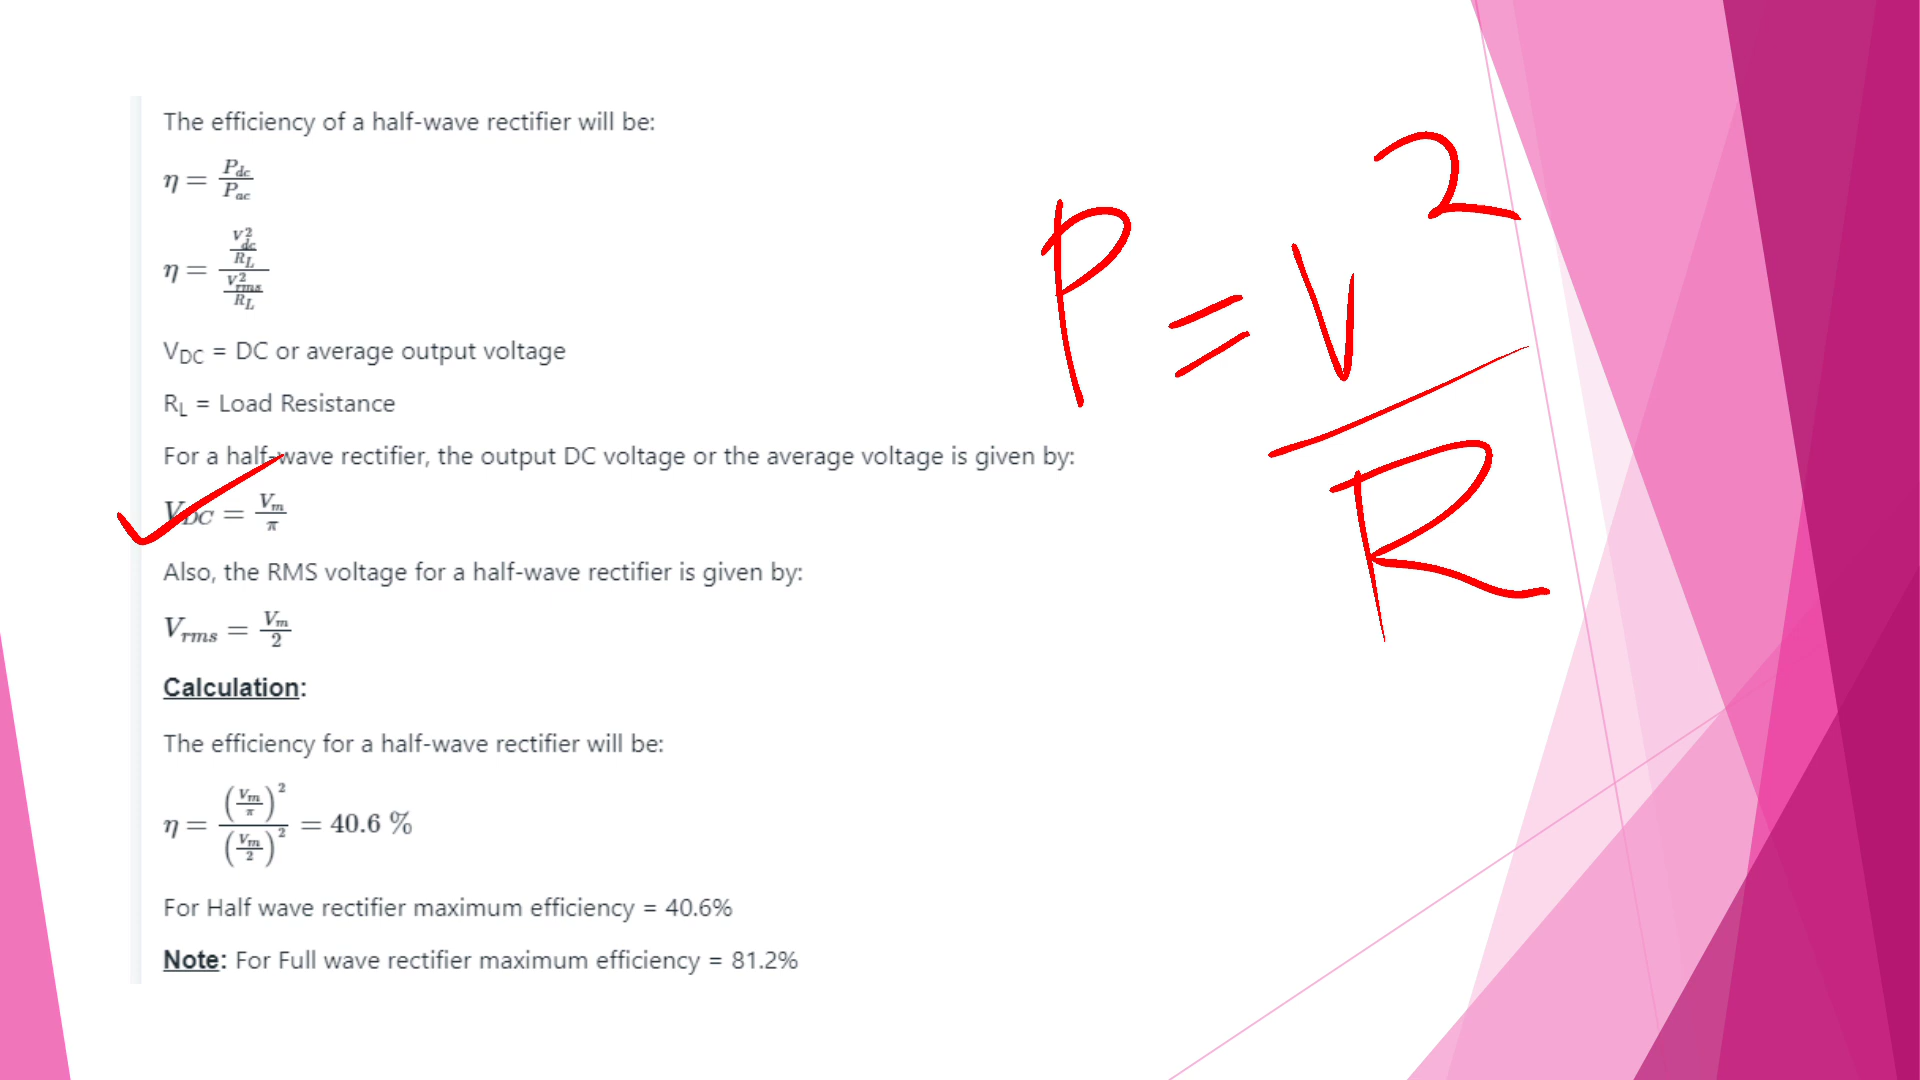 The efficiency of a half-wave rectifier will be:
η = P_dc / P_ac
η = (V²_dc / R_L) / (V²_rms / R_L)
V_DC = DC or average output voltage
R_L = Load Resistance
For a half-wave rectifier, the output DC voltage or the average voltage is given by:
V_DC = V_m / π
Also, the RMS voltage for a half-wave rectifier is given by:
V_rms = V_m / 2
Calculation:
The efficiency for a half-wave rectifier will be:
η = (V_m / π)² / (V_m / 2)² = 40.6 %
For Half wave rectifier maximum efficiency = 40.6%
Note: For Full wave rectifier maximum efficiency = 81.2%
P = V² / R